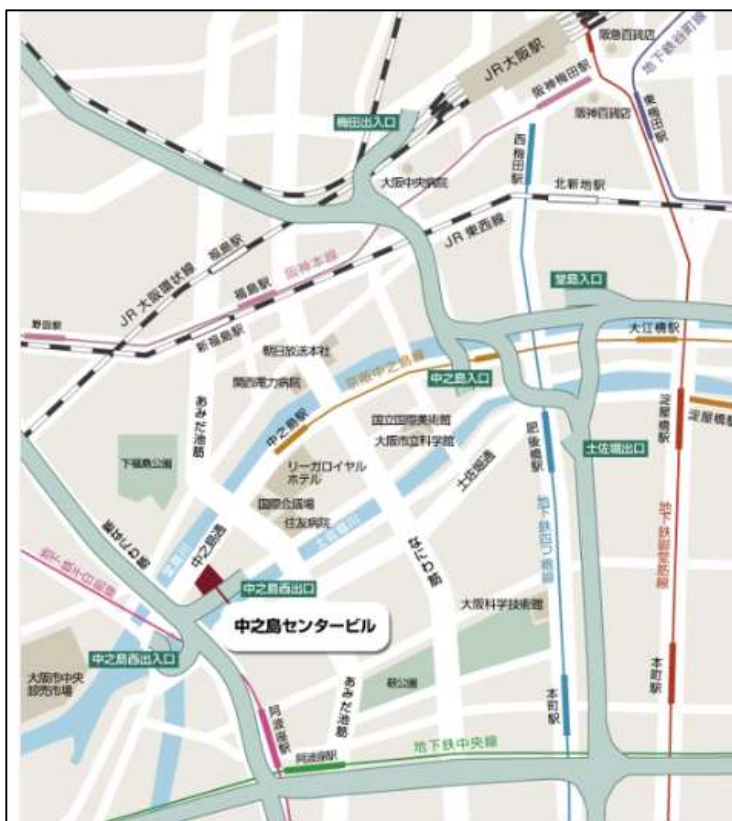 阪急百貨店
地下鉄谷町線
JR大阪駅
阪神梅田駅
東梅田駅
梅田出入口
阪神百貨店
西梅田駅
大阪中央病院
北新地駅
JR東西線
福島駅
JR大阪環状線
阪神本線
福島駅
堂島入口
野田駅
新福島駅
大江橋駅
朝日放送本社
京阪中之島線
中之島入口
関西電力病院
あみだ池筋
中之島駅
国立国際美術館
大阪市立科学館
肥後橋駅
淀屋橋駅
淀屋橋駅
土佐堀出口
下福島公園
リーガロイヤル
ホテル
土佐堀通
国際会議場
住友病院
新なにわ筋
中之島通
堂島川
土佐堀川
なにわ筋
地下鉄四つ橋線
地下鉄御堂筋線
地下鉄千日前線
中之島西出口
中之島センタービル
大阪科学技術館
中之島西出入口
大阪市中央
卸売市場
靭公園
あみだ池筋
本町駅
本町駅
阿波座駅
阿波座駅
地下鉄中央線